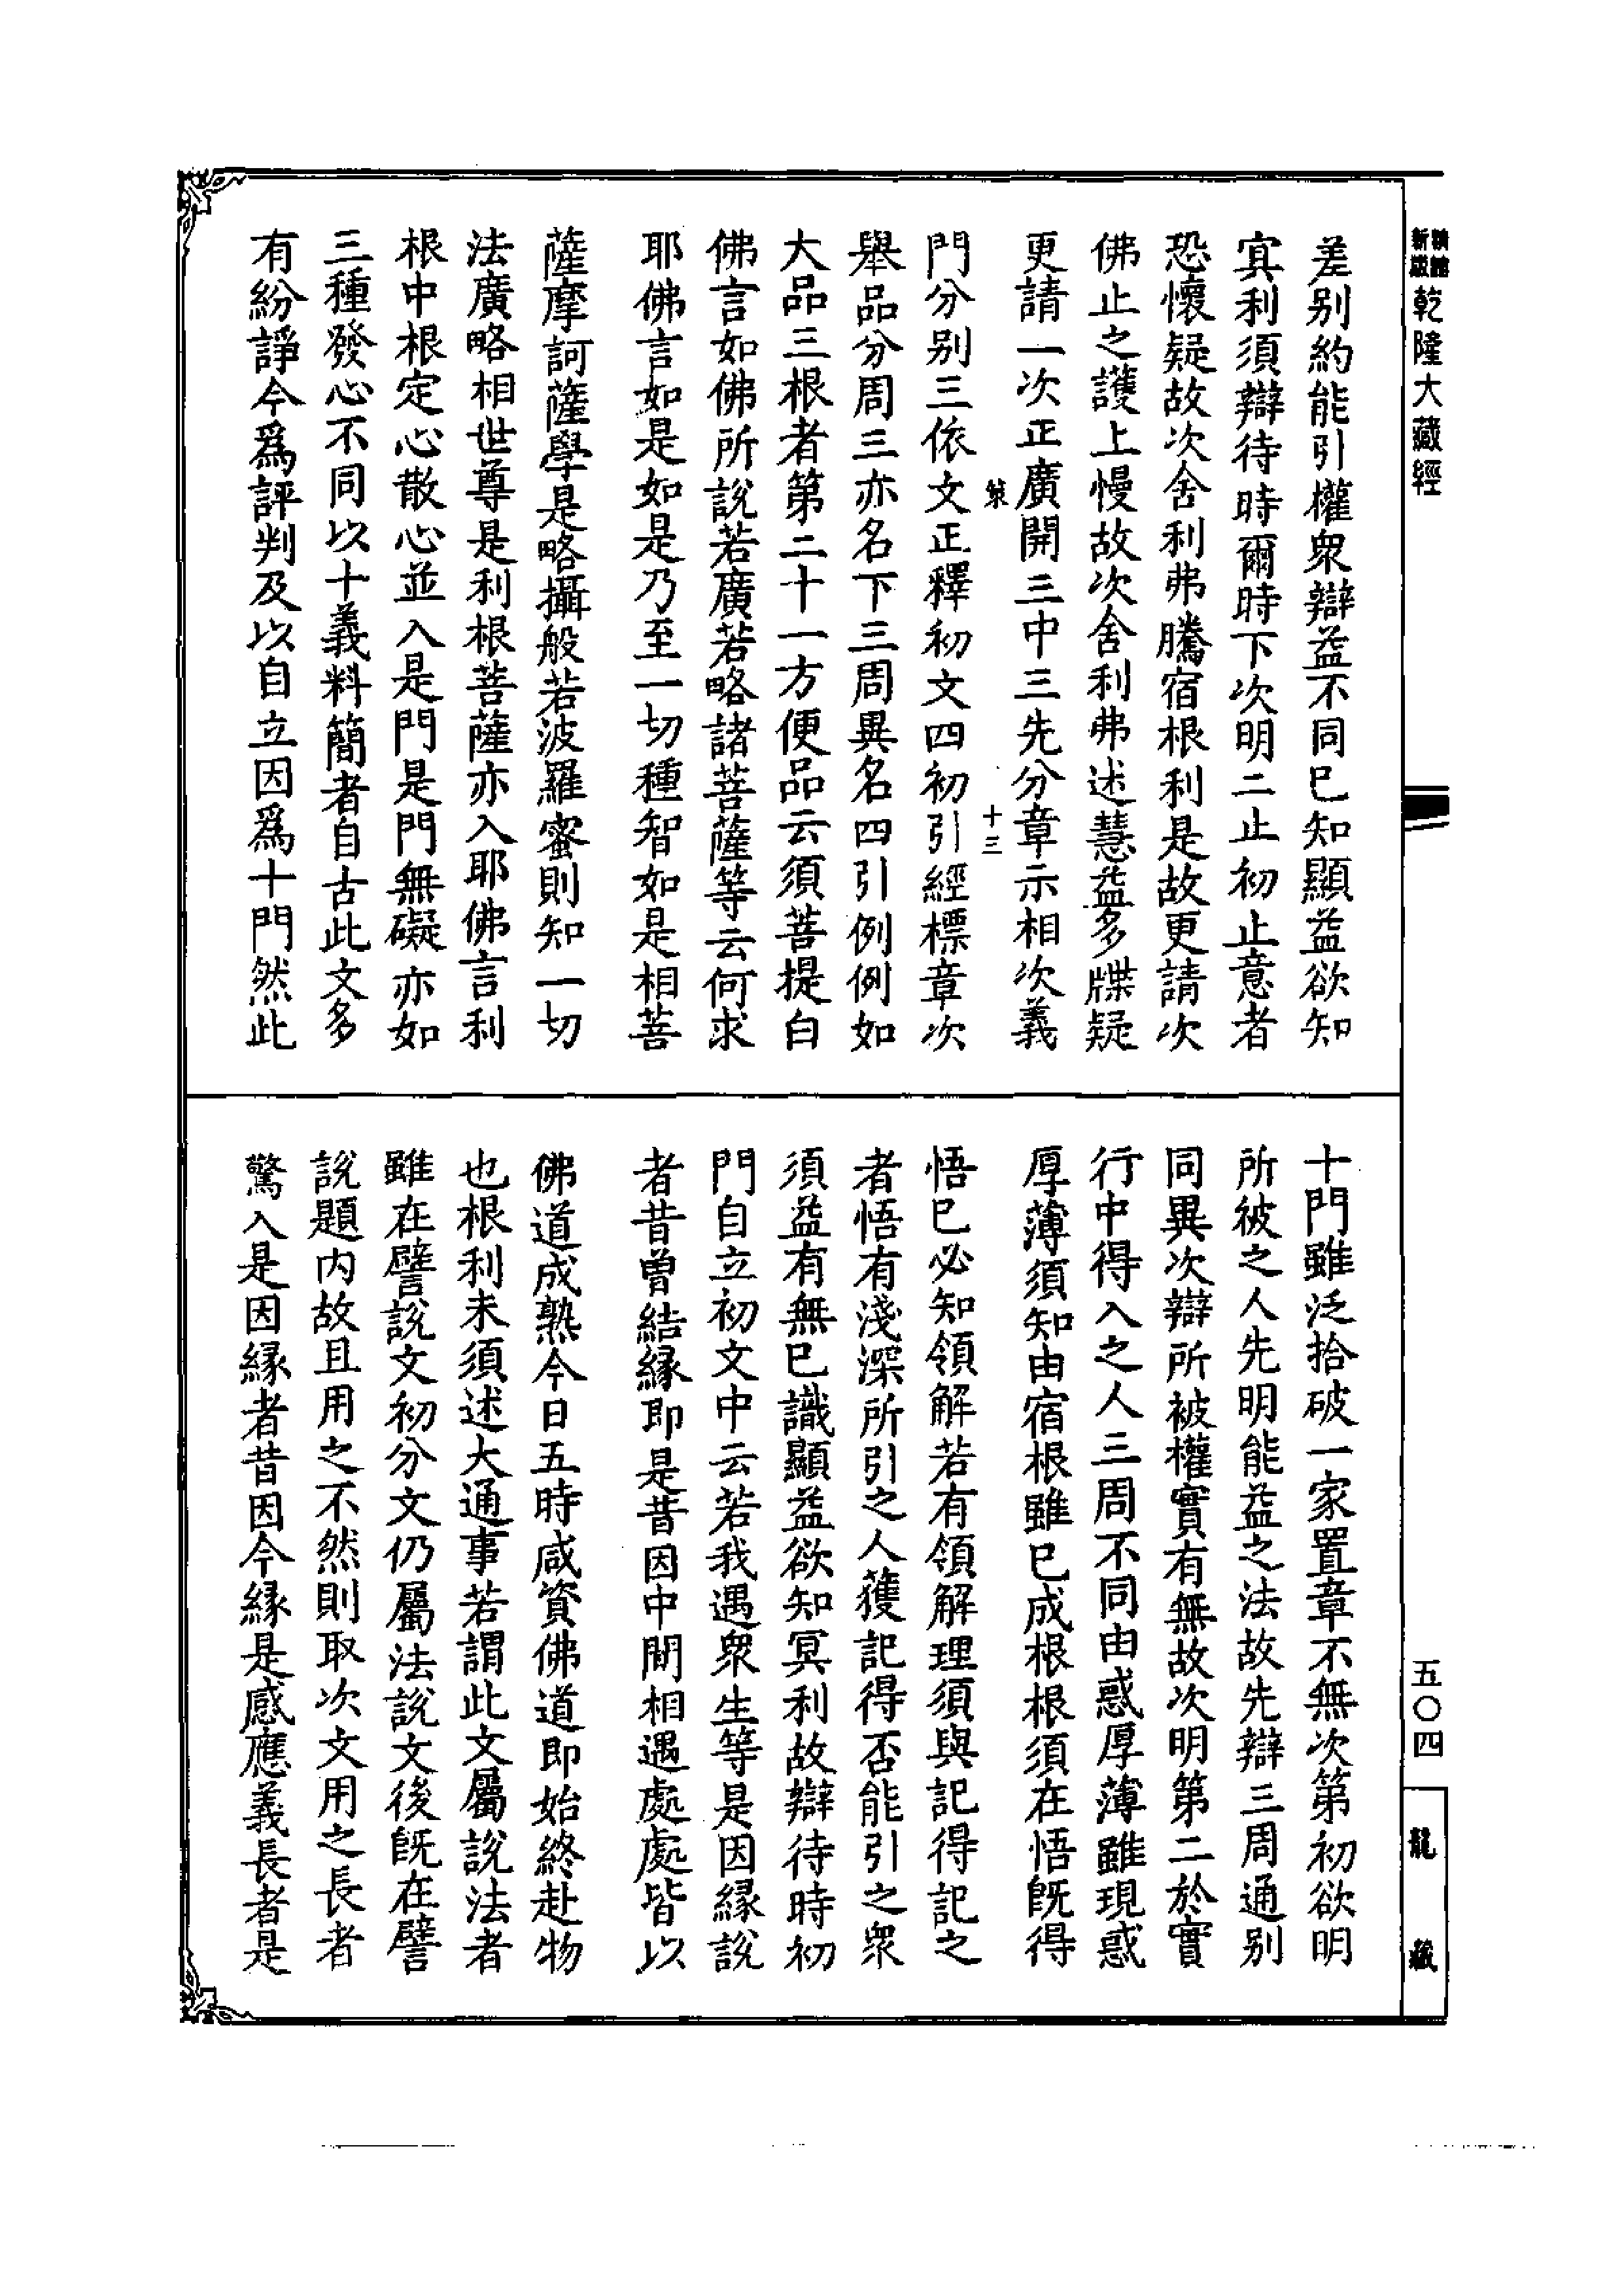 新 乾隆大藏經
差别約能引權衆辯益不同已知顯益欲知
㝠利須辯待時爾時下次明二止初止意者
恐懷疑故次舍利弗騰宿根利是故更請次
佛止之護上慢故次舍利弗述慧益多牒疑
更請一次正廣開三中三先分章示相次義
策 十三
門分别三依文正釋初文四初引經標章次
舉品分周三亦名下三周異名四引例例如
大品三根者第二十一方便品云須菩提白
佛言如佛所說若廣若略諸菩薩等云何求
耶佛言如是如是乃至一切種智如是相菩
薩摩訶薩學是略攝般若波羅蜜則知一切
法廣略相世尊是利根菩薩亦入耶佛言利
根中根定心散心並入是門是門無礙亦如
三種發心不同以十義料簡者自古此文多
有紛諍今爲評判及以自立因爲十門然此
十門雖泛拾破一家置章不無次第初欲明
所彼之人先明能益之法故先辯三周通别
同異次辯所被權實有無故次明第二於實
行中得入之人三周不同由惑厚薄雖現惑
厚薄須知由宿根雖已成根根須在悟旣得
悟已必知領解若有領解理須與記得記之
者悟有淺深所引之人獲記得否能引之衆
須益有無已識顯益欲知冥利故辯待時初
門自立初文中云若我遇衆生等是因縁說
者昔曽結縁即是昔因中間相遇處處皆以
佛道成熟今日五時咸資佛道即始終赴物
也根利未須述大通事若謂此文屬說法者
雖在譬說文初分文仍屬法說文後旣在譬
說題内故且用之不然則取次文用之長者
驚入是因縁者昔因今縁是感應義長者是
五〇四
龍藏